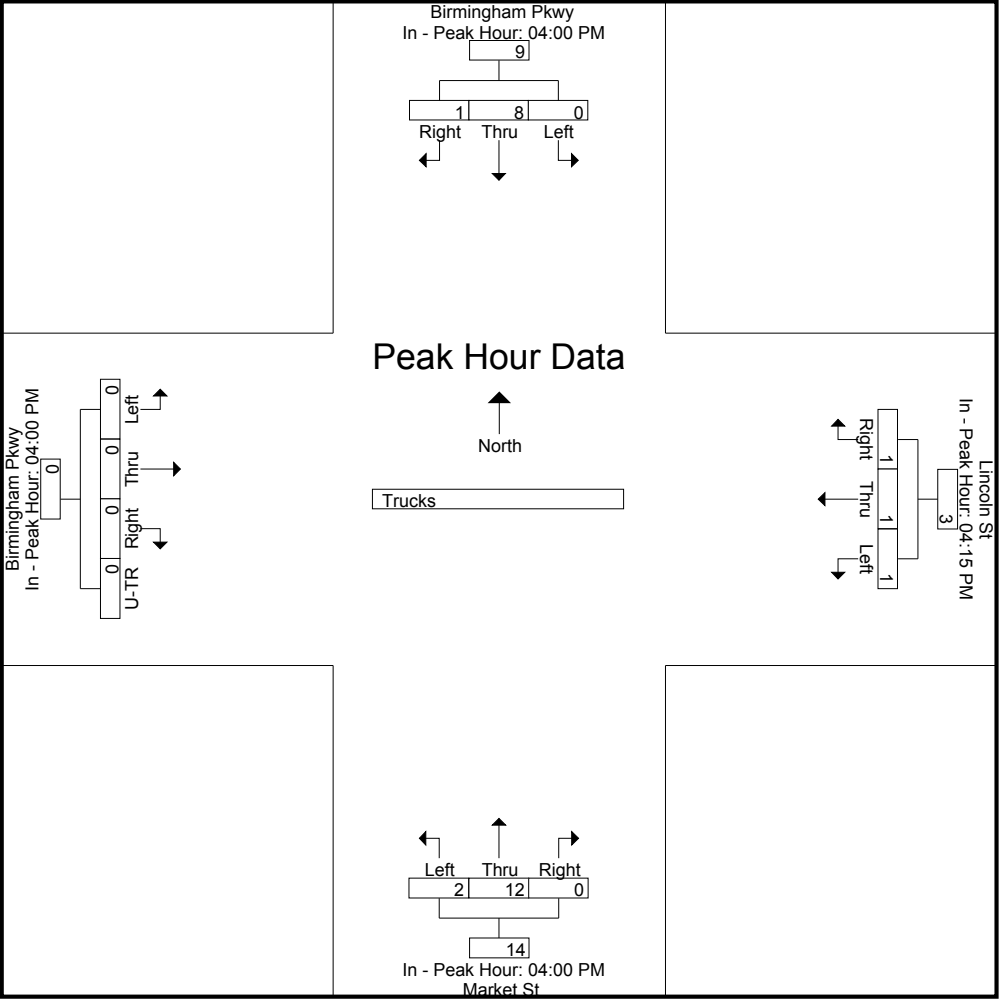 Birmingham Pkwy
In - Peak Hour: 04:00 PM
9
1 8 0
Right Thru Left
Peak Hour Data
North
Trucks
Birmingham Pkwy
In - Peak Hour: 04:00 PM
0
0 0 0 0
Left Thru Right U-TR
Lincoln St
In - Peak Hour: 04:15 PM
3
1 1 1
Right Thru Left
Left Thru Right
2 12 0
14
In - Peak Hour: 04:00 PM
Market St